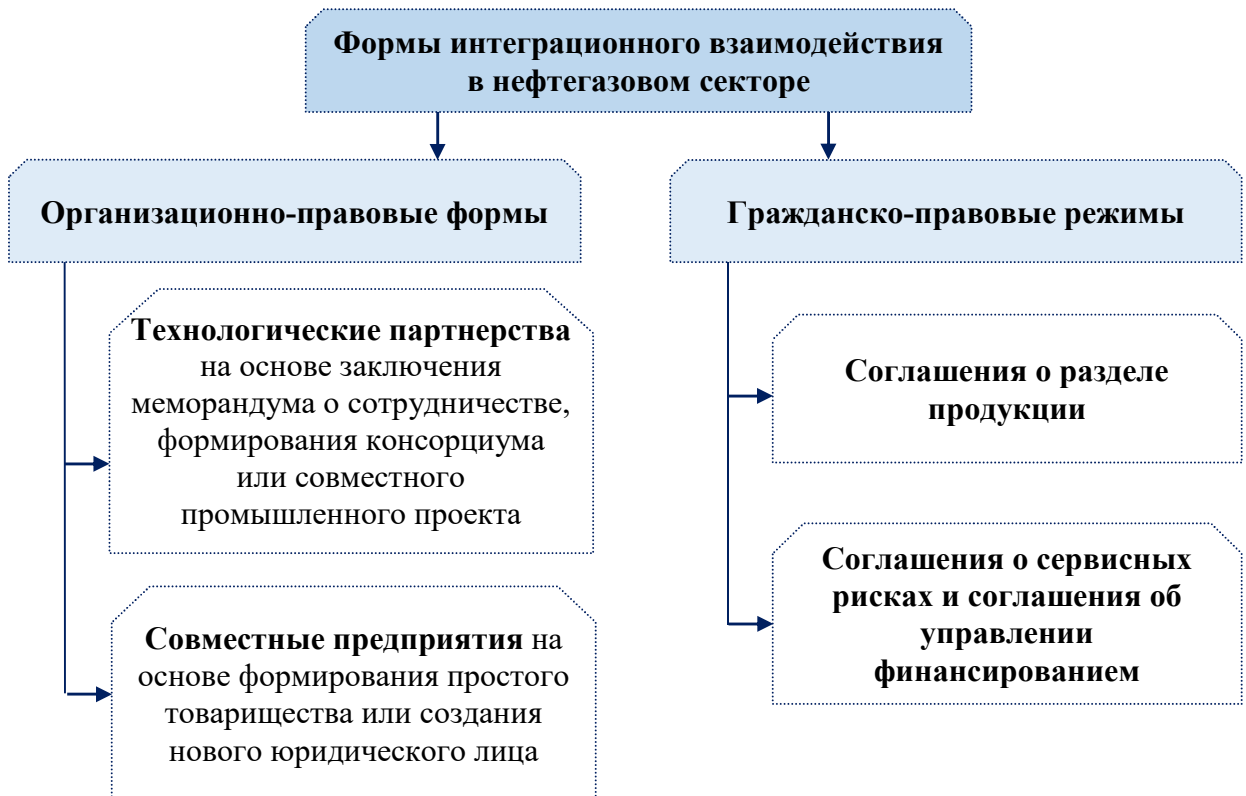 Формы интеграционного взаимодействия
в нефтегазовом секторе
Организационно-правовые формы
Технологические партнерства
на основе заключения
меморандума о сотрудничестве,
формирования консорциума
или совместного
промышленного проекта
Совместные предприятия на
основе формирования простого
товарищества или создания
нового юридического лица
Гражданско-правовые режимы
Соглашения о разделе
продукции
Соглашения о сервисных
рисках и соглашения об
управлении
финансированием